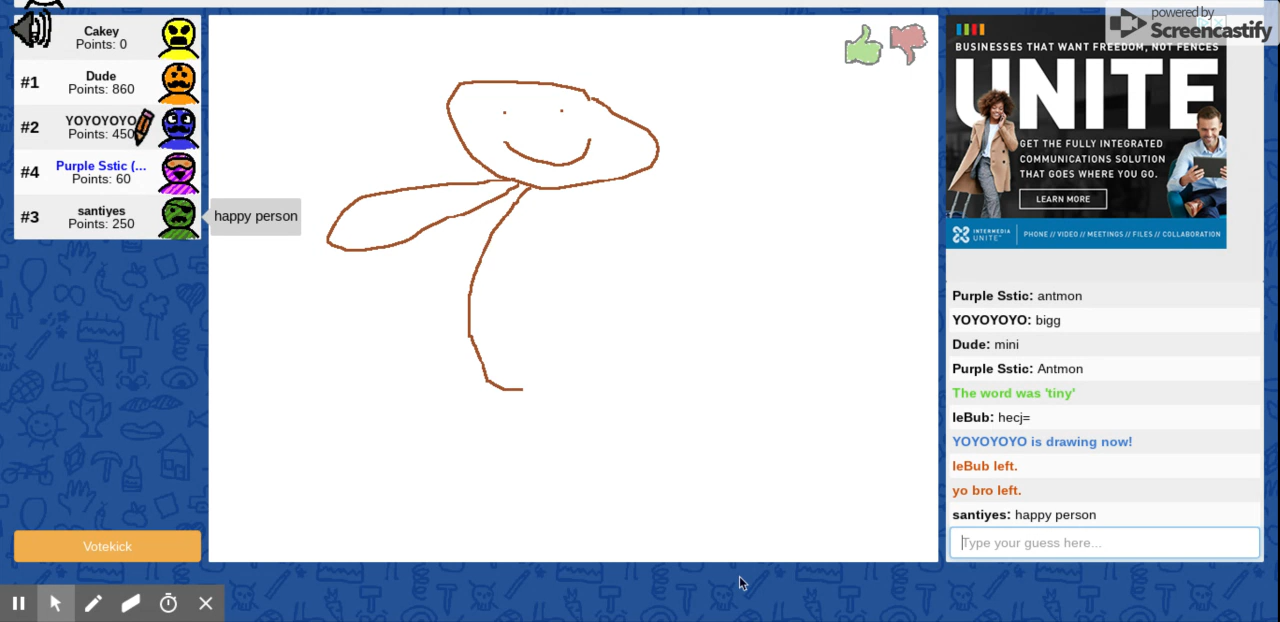 Cakey
Points: 0
#1
Dude
Points: 860
#2
YOYOYOYO
Points: 450
#4
Purple Sstic (...
Points: 60
#3
santiyes
Points: 250
happy person
Votekick
powered by
Screencastify
BUSINESSES THAT WANT FREEDOM, NOT FENCES
UNITE
GET THE FULLY INTEGRATED
COMMUNICATIONS SOLUTION
THAT GOES WHERE YOU GO.
LEARN MORE
INTERMEDIA
UNITE
PHONE // VIDEO // MEETINGS // FILES // COLLABORATION
Purple Sstic: antmon
YOYOYOYO: bigg
Dude: mini
Purple Sstic: Antmon
The word was 'tiny'
leBub: hecj=
YOYOYOYO is drawing now!
leBub left.
yo bro left.
santiyes: happy person
Type your guess here...